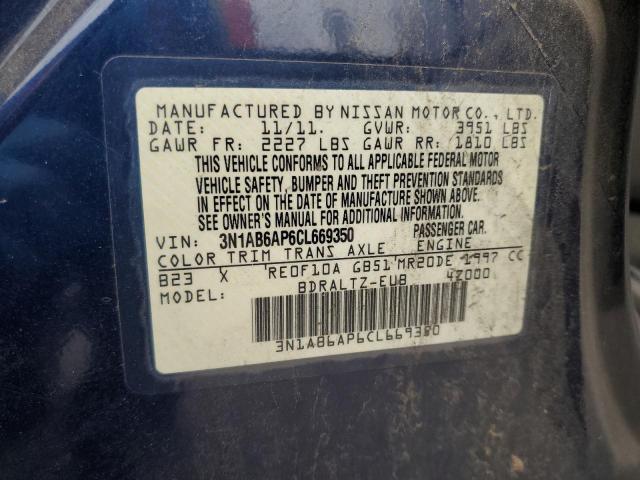 MANUFACTURED BY NISSAN MOTOR CO., LTD.
DATE: 11/11. GVWR: 3951 LBS
GAWR FR: 2227 LBS GAWR RR: 1810 LBS
THIS VEHICLE CONFORMS TO ALL APPLICABLE FEDERAL MOTOR
VEHICLE SAFETY, BUMPER AND THEFT PREVENTION STANDARDS
IN EFFECT ON THE DATE OF MANUFACTURE SHOWN ABOVE.
SEE OWNER'S MANUAL FOR ADDITIONAL INFORMATION.
VIN: 3N1AB6AP6CL669350 PASSENGER CAR.
COLOR TRIM TRANS AXLE ENGINE
B23 X 'RE0F10A GB51'MR20DE 1997 CC
MODEL: BDRALTZ-EUB 4Z000
3N1AB6AP6CL669350